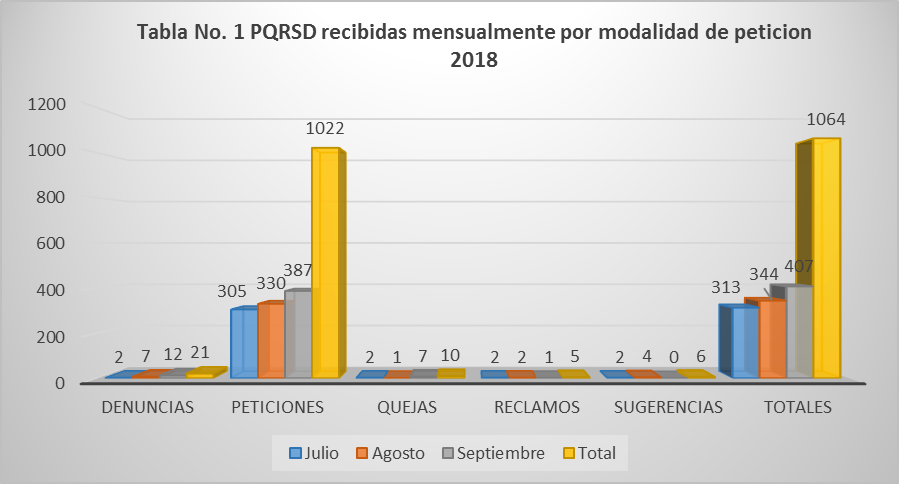 Tabla No. 1 PQRSD recibidas mensualmente por modalidad de peticion
2018
1200
1000
800
600
400
200
0
2 7 12 21
305 330 387 1022
2 1 7 10
2 2 1 5
2 4 0 6
313 344 407 1064
DENUNCIAS PETICIONES QUEJAS RECLAMOS SUGERENCIAS TOTALES
Julio Agosto Septiembre Total